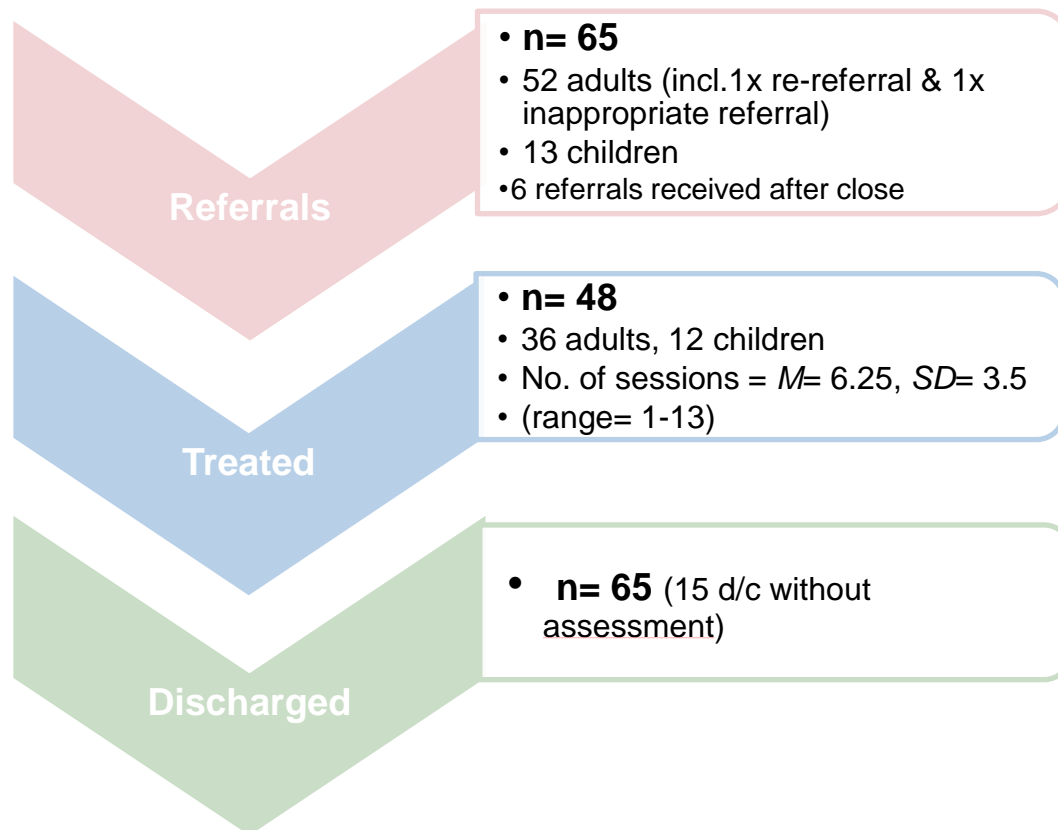 • n= 65
• 52 adults (incl.1x re-referral & 1x
inappropriate referral)
• 13 children
•6 referrals received after close
Referrals
• n= 48
• 36 adults, 12 children
• No. of sessions = M= 6.25, SD= 3.5
• (range= 1-13)
Treated
• n= 65 (15 d/c without
assessment)
Discharged